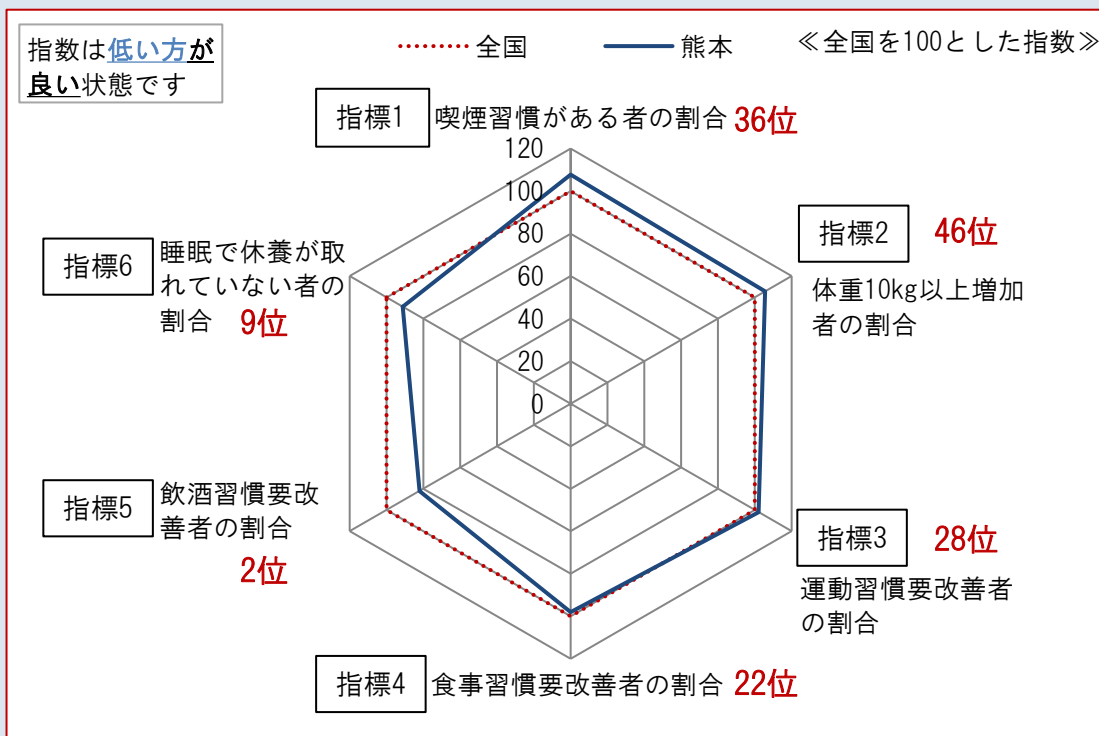 指数は低い方が
良い状態です
全国
熊本
≪全国を100とした指数≫
指標1
喫煙習慣がある者の割合 36位
指標2
46位
体重10kg以上増加
者の割合
指標3
28位
運動習慣要改善者
の割合
指標4
食事習慣要改善者の割合 22位
指標5
飲酒習慣要改
善者の割合
2位
指標6
睡眠で休養が取
れていない者の
割合 9位
120
100
80
60
40
20
0